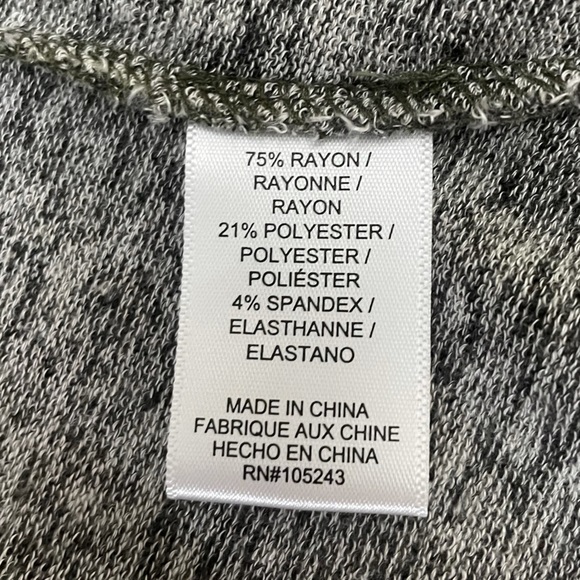 75% RAYON /
RAYONNE /
RAYON
21% POLYESTER /
POLYESTER /
POLIÉSTER
4% SPANDEX /
ELASTHANNE /
ELASTANO
MADE IN CHINA
FABRIQUE AUX CHINE
HECHO EN CHINA
RN#105243